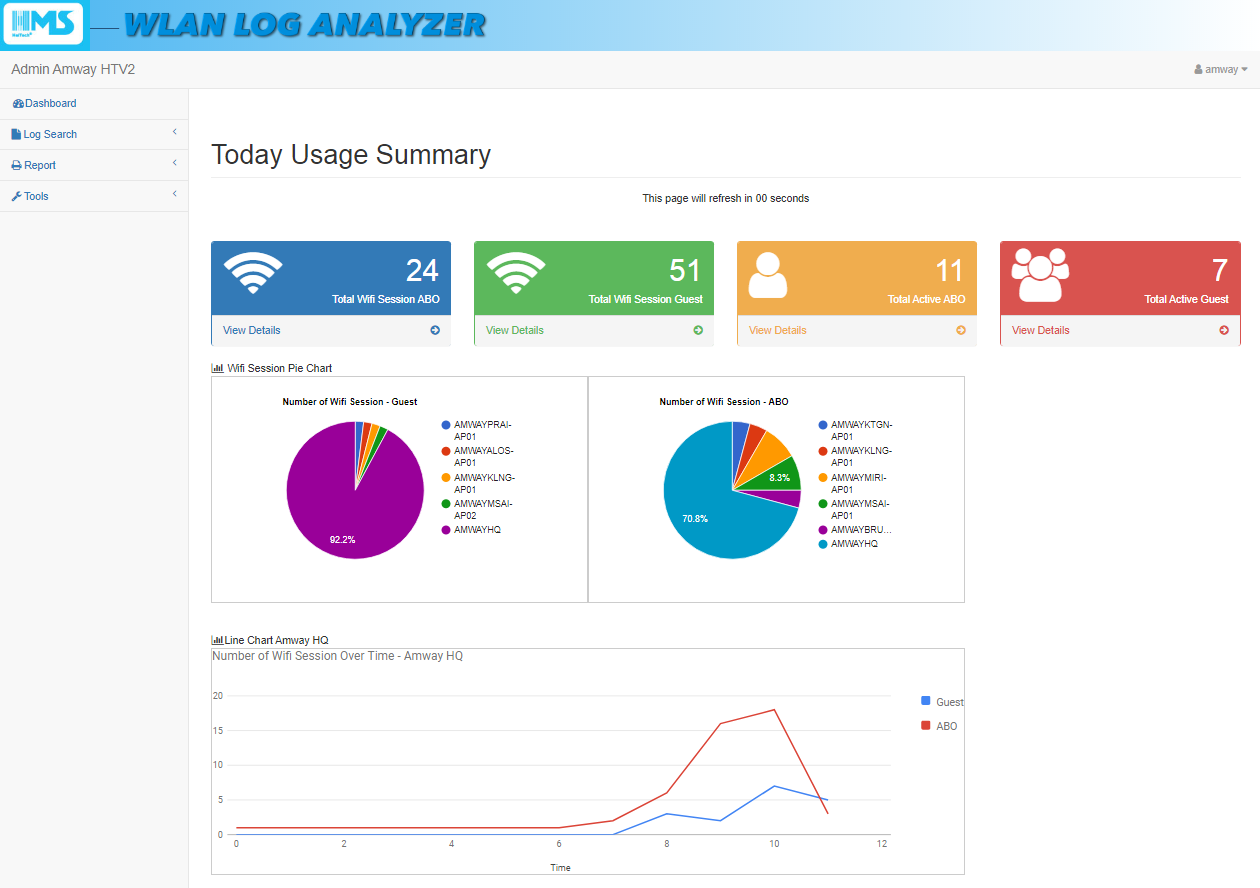 HMS
WLAN LOG ANALYZER
Admin Amway HTV2
amway
Dashboard
Log Search
Report
Tools
Today Usage Summary
This page will refresh in 00 seconds
24
Total Wifi Session ABO
View Details
51
Total Wifi Session Guest
View Details
11
Total Active ABO
View Details
7
Total Active Guest
View Details
Wifi Session Pie Chart
Number of Wifi Session - Guest
AMWAYPRAI-
AP01
AMWAYALOS-
AP01
AMWAYKLNG-
AP01
AMWAYMSAI-
AP02
AMWAYHQ
92.2%
Number of Wifi Session - ABO
AMWAYKTGN-
AP01
AMWAYKLNG-
AP01
AMWAYMIRI-
AP01
AMWAYMSAI-
AP01
AMWAYBRU...
AMWAYHQ
8.3%
70.8%
Line Chart Amway HQ
Number of Wifi Session Over Time - Amway HQ
20
15
10
5
0
0 2 4 6 8 10 12
Time
Guest
ABO